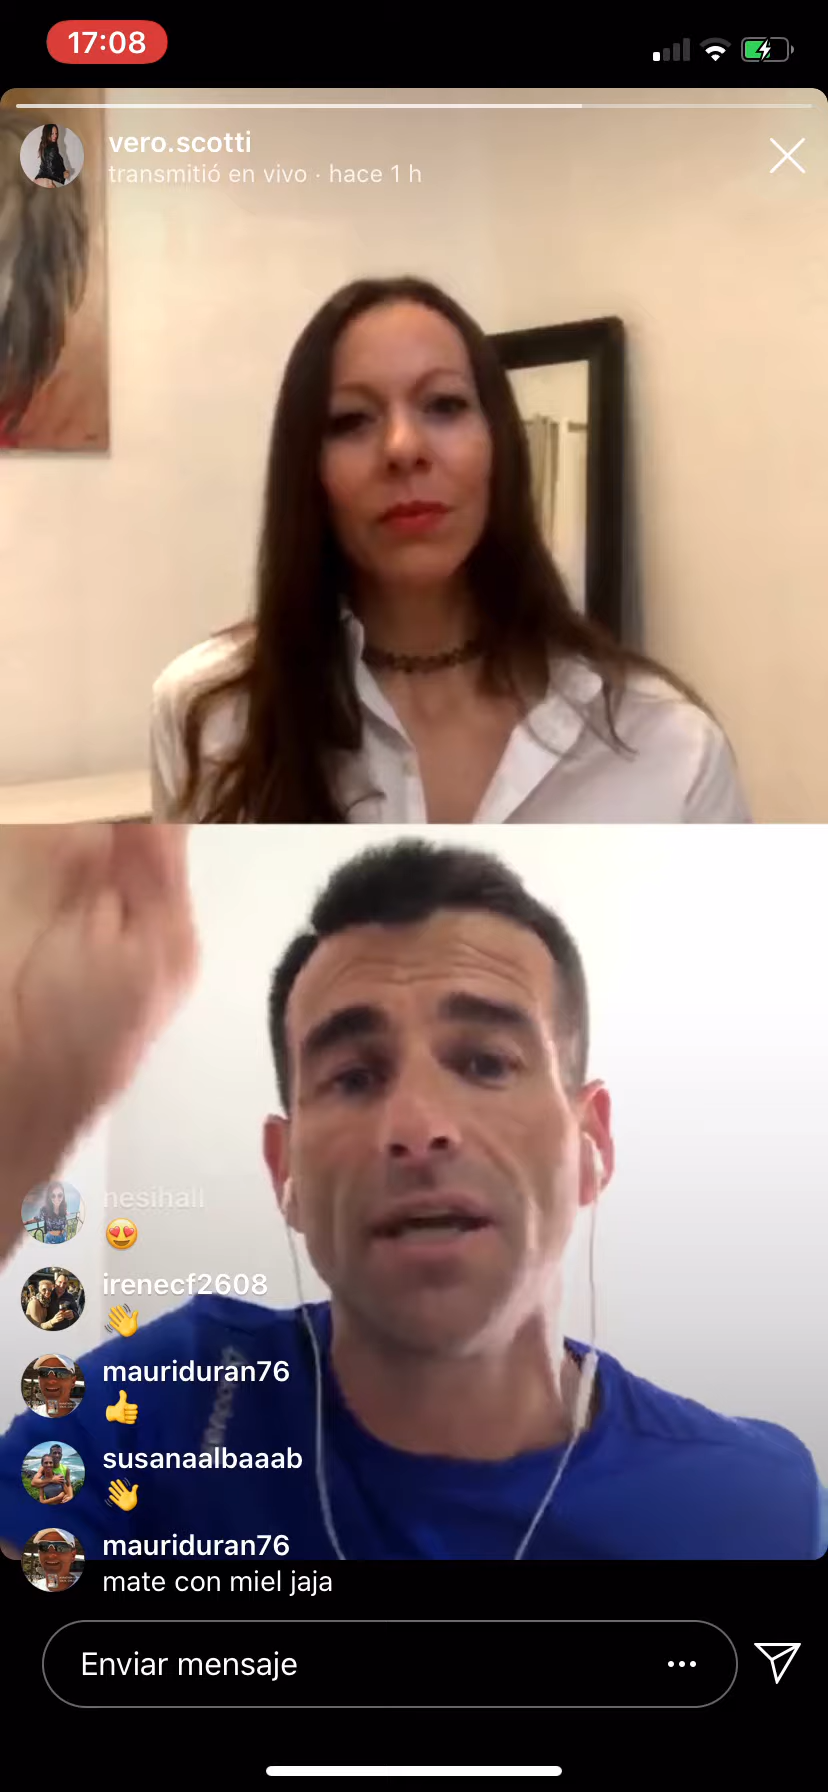 17:08
vero.scotti
transmitió en vivo · hace 1 h
nesihall
😍
irenecf2608
👋
mauriduran76
👍
susanaalbaaab
👋
mauriduran76
mate con miel jaja
Enviar mensaje